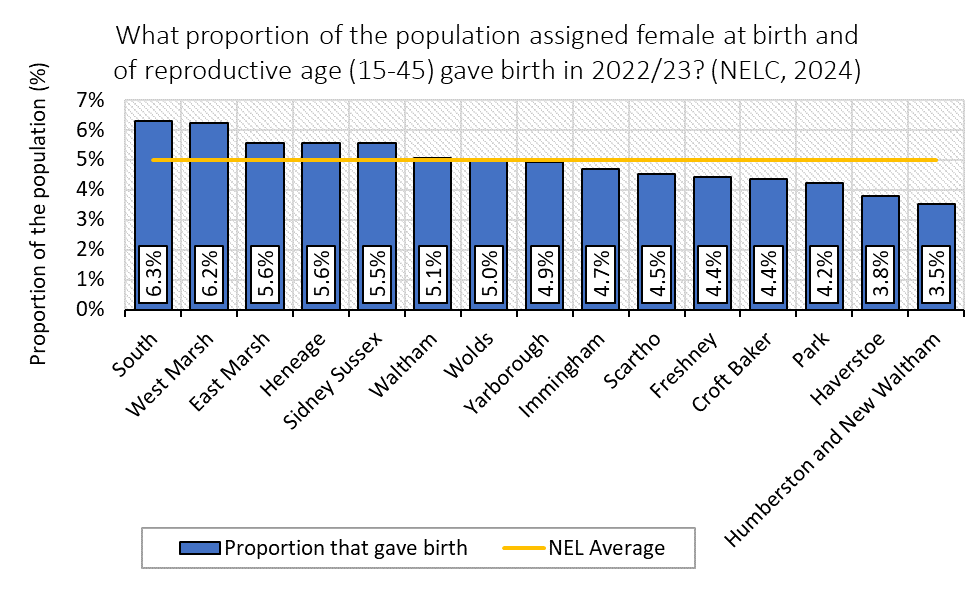 What proportion of the population assigned female at birth and
of reproductive age (15-45) gave birth in 2022/23? (NELC, 2024)
Proportion of the population (%)
7%
6%
5%
4%
3%
2%
1%
0%
6.3%
6.2%
5.6%
5.6%
5.5%
5.1%
5.0%
4.9%
4.7%
4.5%
4.4%
4.4%
4.2%
3.8%
3.5%
South
West Marsh
East Marsh
Heneage
Sidney Sussex
Waltham
Wolds
Yarborough
Immingham
Scartho
Freshney
Croft Baker
Park
Haverstoe
Humberston and New Waltham
Proportion that gave birth
NEL Average